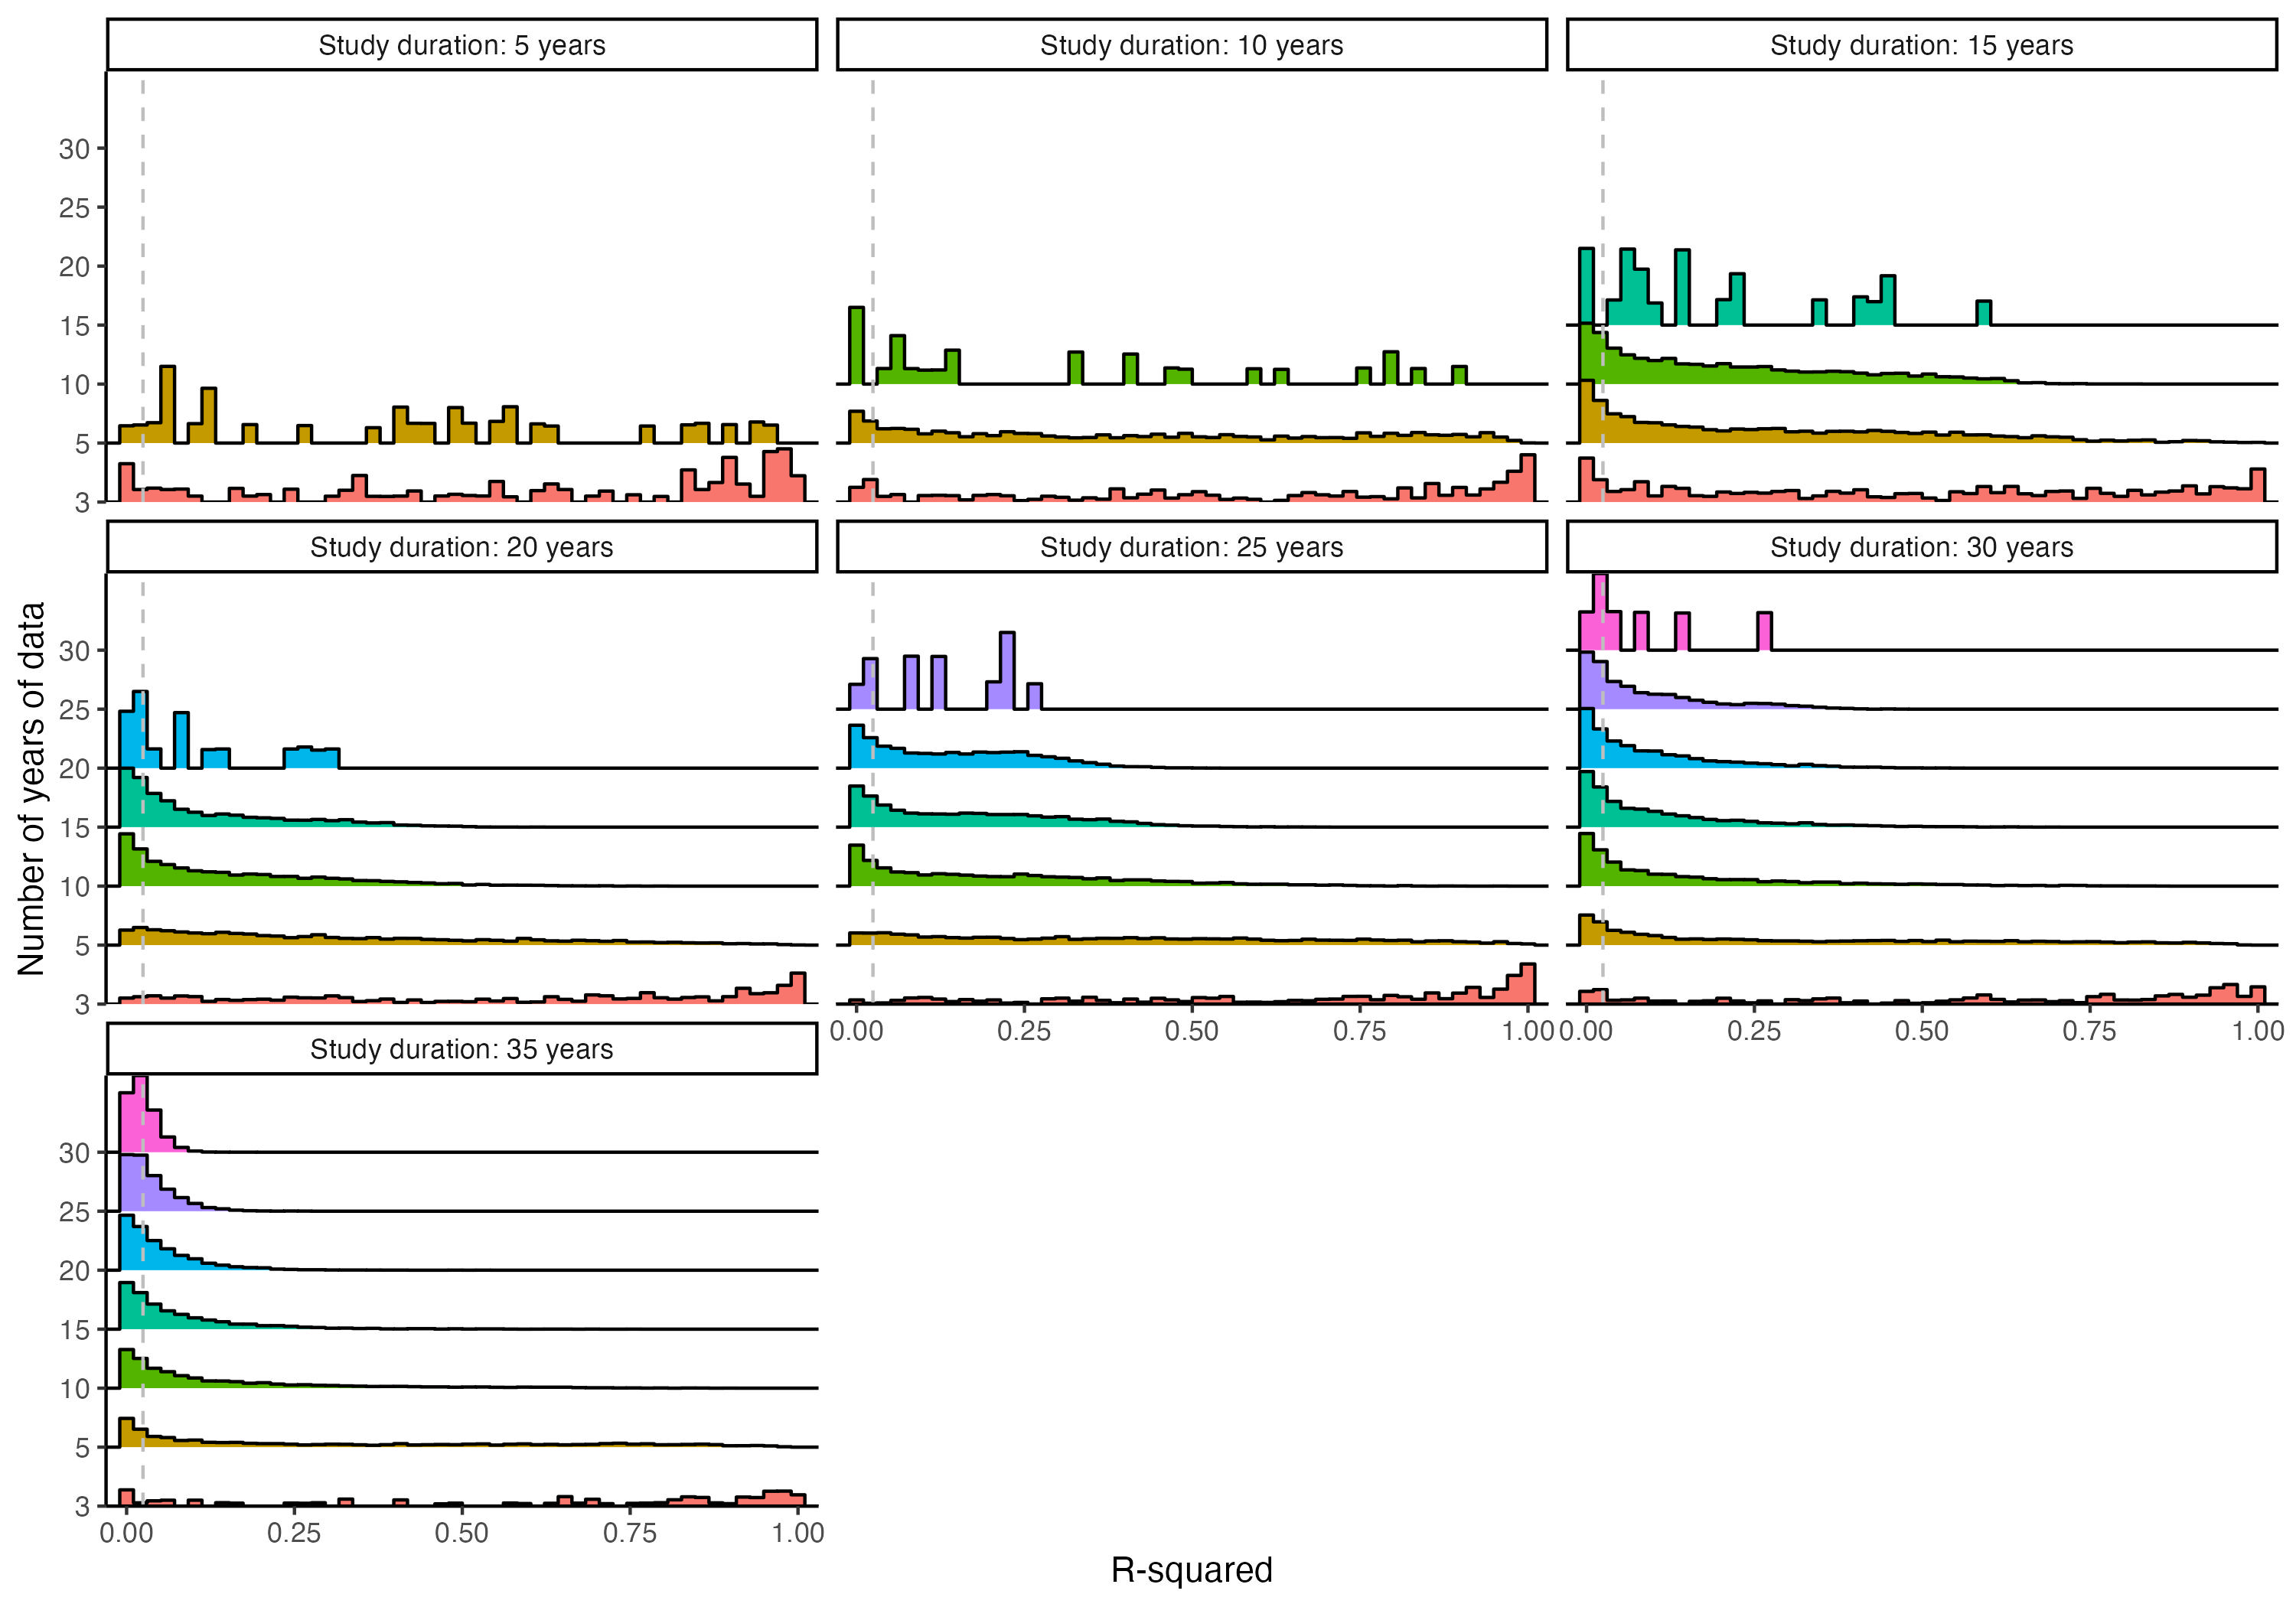 Study duration: 5 years
Study duration: 10 years
Study duration: 15 years
30
25
20
15
10
5
3
Study duration: 20 years
Study duration: 25 years
Study duration: 30 years
Number of years of data
30
25
20
15
10
5
3
0.00 0.25 0.50 0.75 1.00
0.00 0.25 0.50 0.75 1.00
Study duration: 35 years
30
25
20
15
10
5
3
0.00 0.25 0.50 0.75 1.00
R-squared